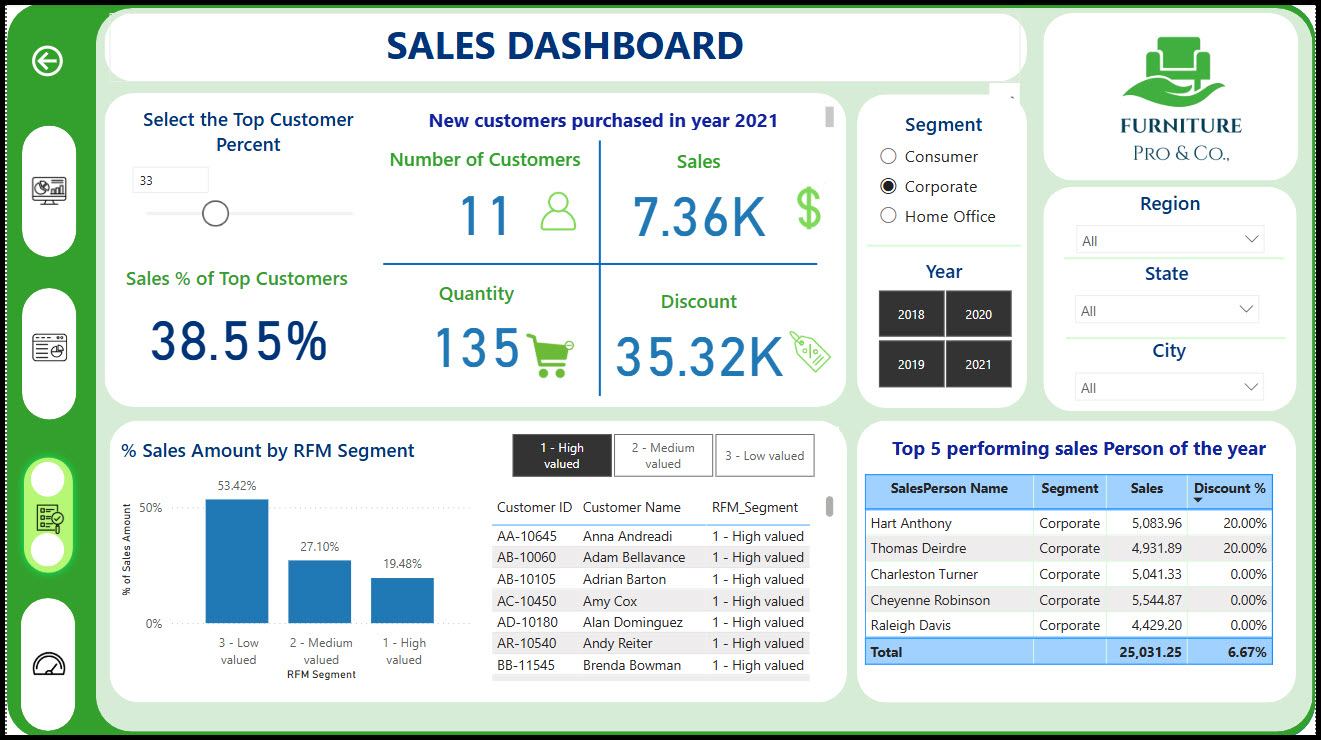 SALES DASHBOARD
FURNITURE
PRO & CO.,
Select the Top Customer
Percent
33
Sales % of Top Customers
38.55%
New customers purchased in year 2021
Number of Customers
11
Sales
7.36K
$
Quantity
135
Discount
35.32K
%
Segment
Consumer
Corporate
Home Office
Year
2018 2020
2019 2021
Region
All
State
All
City
All
% Sales Amount by RFM Segment
% of Sales Amount
50%
0%
53.42%
27.10%
19.48%
3 - Low
valued
2 - Medium
valued
1 - High
valued
RFM Segment
1 - High
valued
2 - Medium
valued
3 - Low valued
Customer ID Customer Name RFM_Segment
AA-10645 Anna Andreadi 1 - High valued
AB-10060 Adam Bellavance 1 - High valued
AB-10105 Adrian Barton 1 - High valued
AC-10450 Amy Cox 1 - High valued
AD-10180 Alan Dominguez 1 - High valued
AR-10540 Andy Reiter 1 - High valued
BB-11545 Brenda Bowman 1 - High valued
Top 5 performing sales Person of the year
SalesPerson Name Segment Sales Discount %
Hart Anthony Corporate 5,083.96 20.00%
Thomas Deirdre Corporate 4,931.89 20.00%
Charleston Turner Corporate 5,041.33 0.00%
Cheyenne Robinson Corporate 5,544.87 0.00%
Raleigh Davis Corporate 4,429.20 0.00%
Total 25,031.25 6.67%